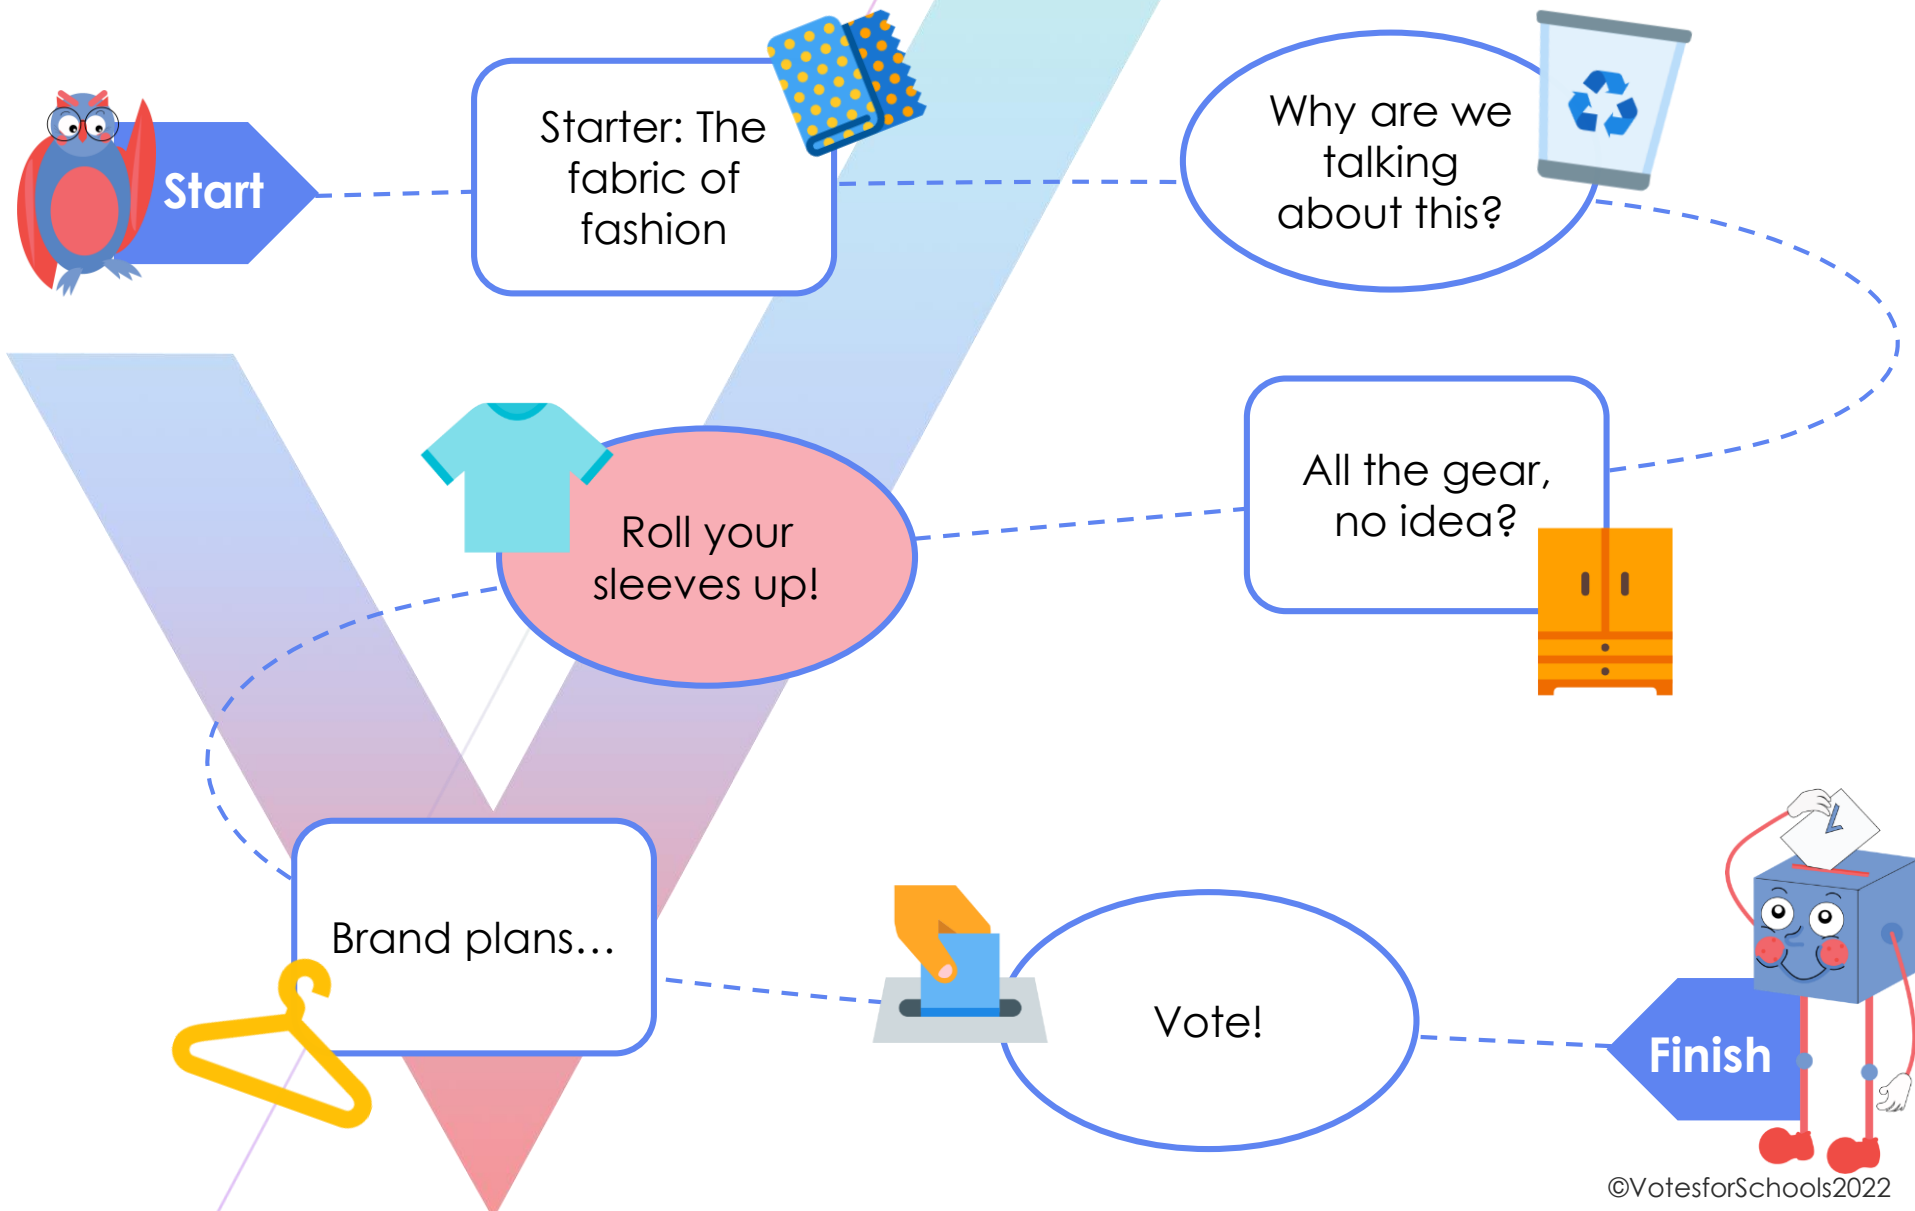 Start
Starter: The
fabric of
fashion
Why are we
talking
about this?
All the gear,
no idea?
Roll your
sleeves up!
Brand plans...
Vote!
Finish
©VotesforSchools2022